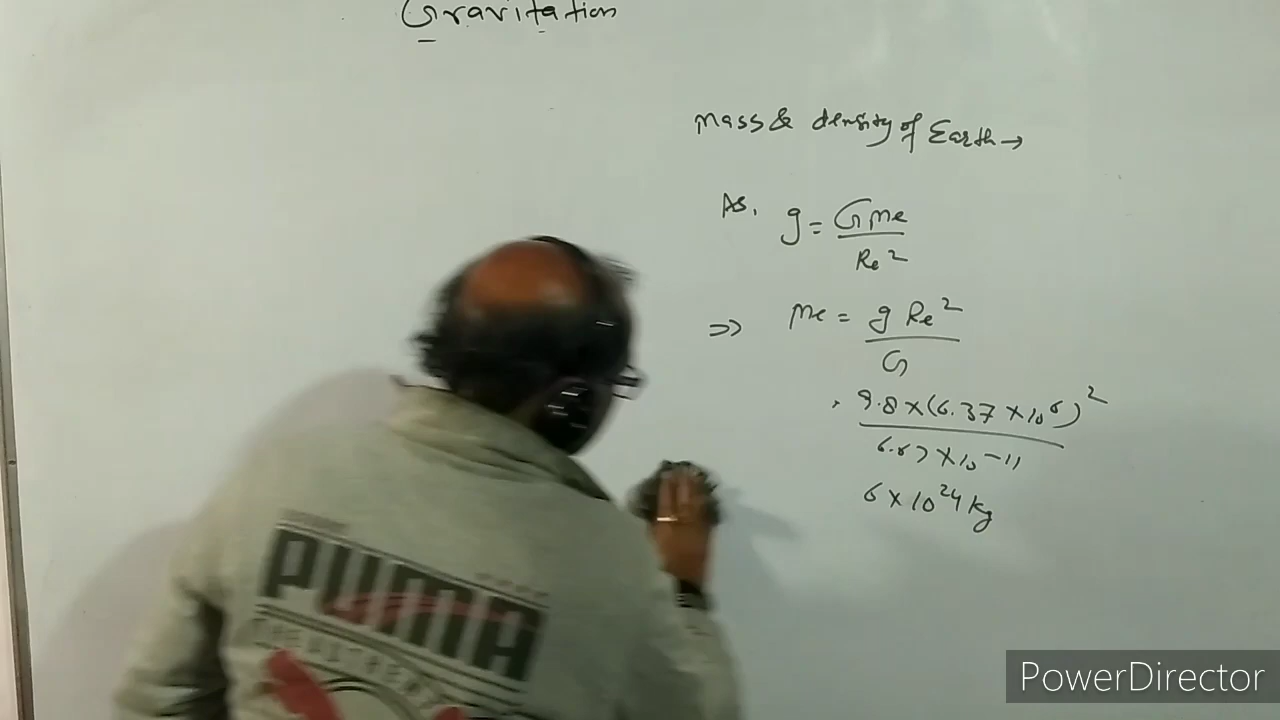 Gravitation
Mass & density of Earth→
As, g = GMe
Re²
⇒ Me = g Re²
G
9.8 × (6.37 × 10⁶)²
6.67 × 10⁻¹¹
6 × 10²⁴ kg
PUMA
PowerDirector